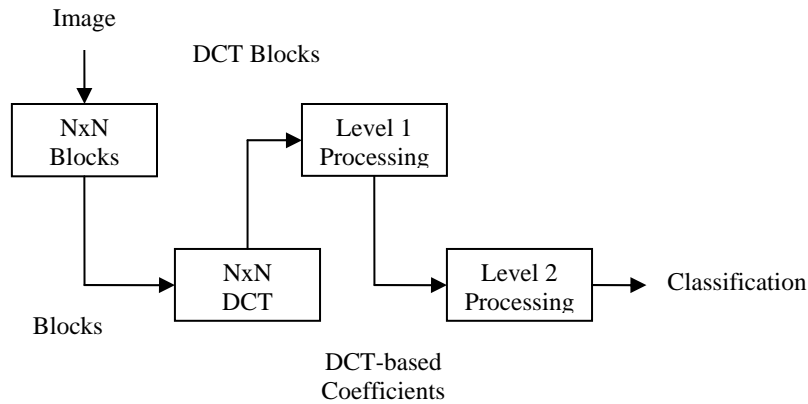 Image
DCT Blocks
NxN
Blocks
Level 1
Processing
NxN
DCT
Level 2
Processing
Classification
Blocks
DCT-based
Coefficients